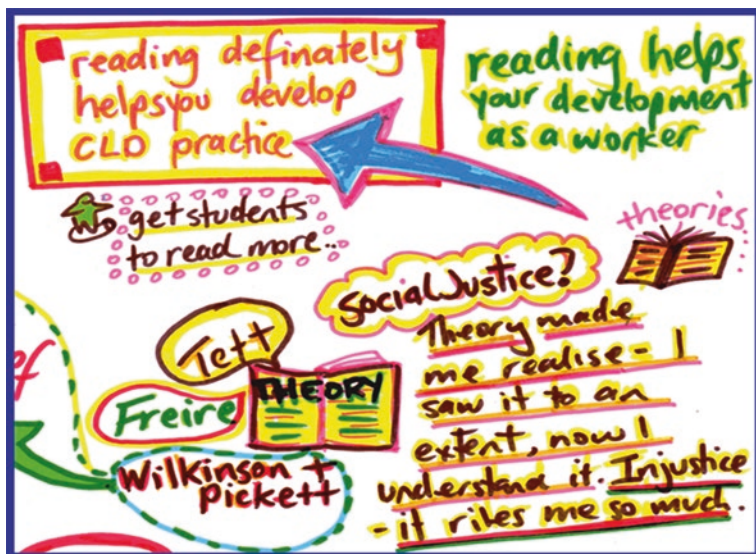 reading definately
helps you develop
CLD practice
reading helps
your development
as a worker
get students
to read more..
theories.
Social Justice?
Theory made
me realise - I
saw it to an
extent, now I
understand it. Injustice
- it riles me so much.
Tett
THEORY
Freire
Wilkinson +
Pickett